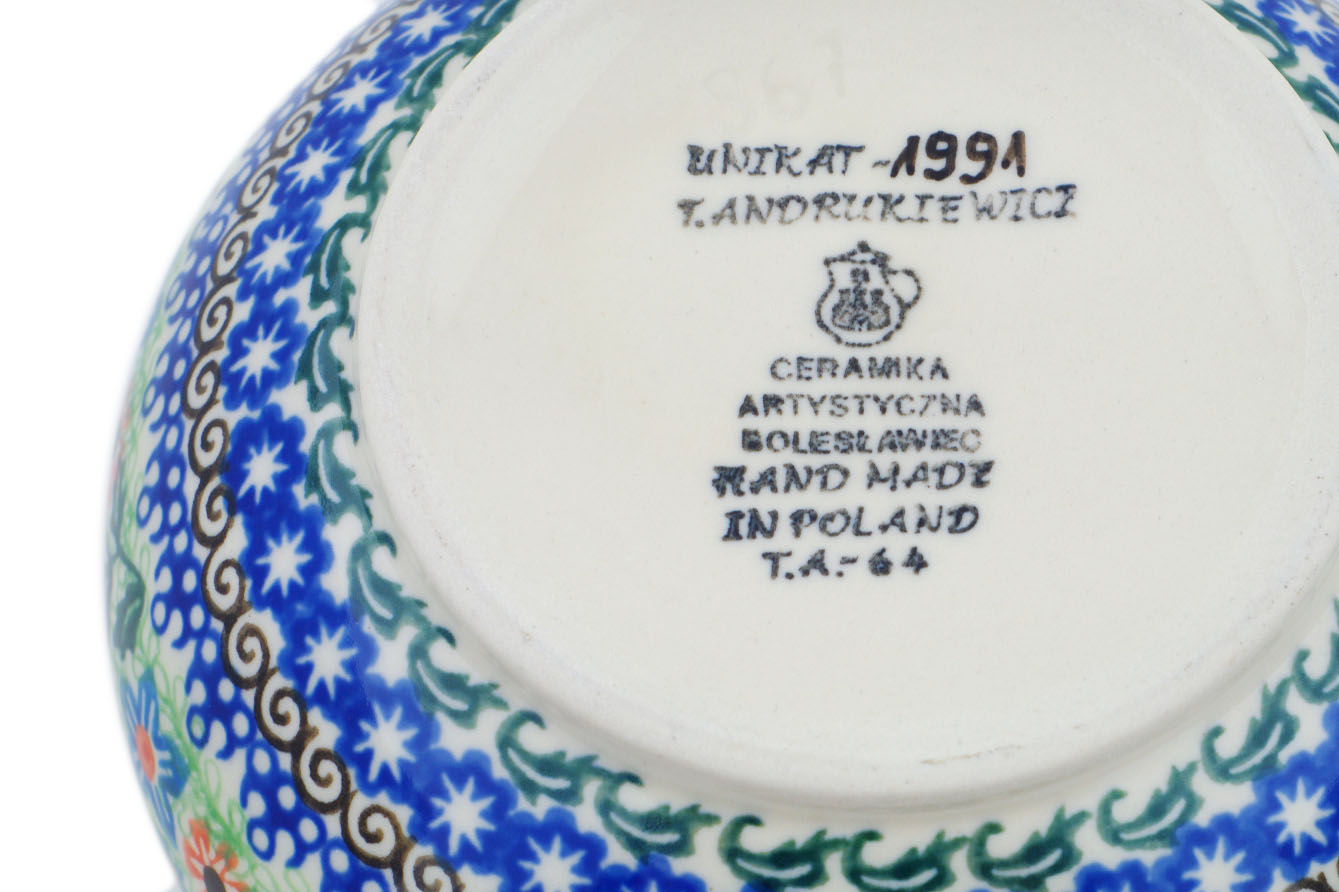 UNIKAT-1991
T.ANDRUKIEWICZ
CERAMIKA
ARTYSTYCZNA
BOLESŁAWIEC
HAND MADE
IN POLAND
T.A.-64